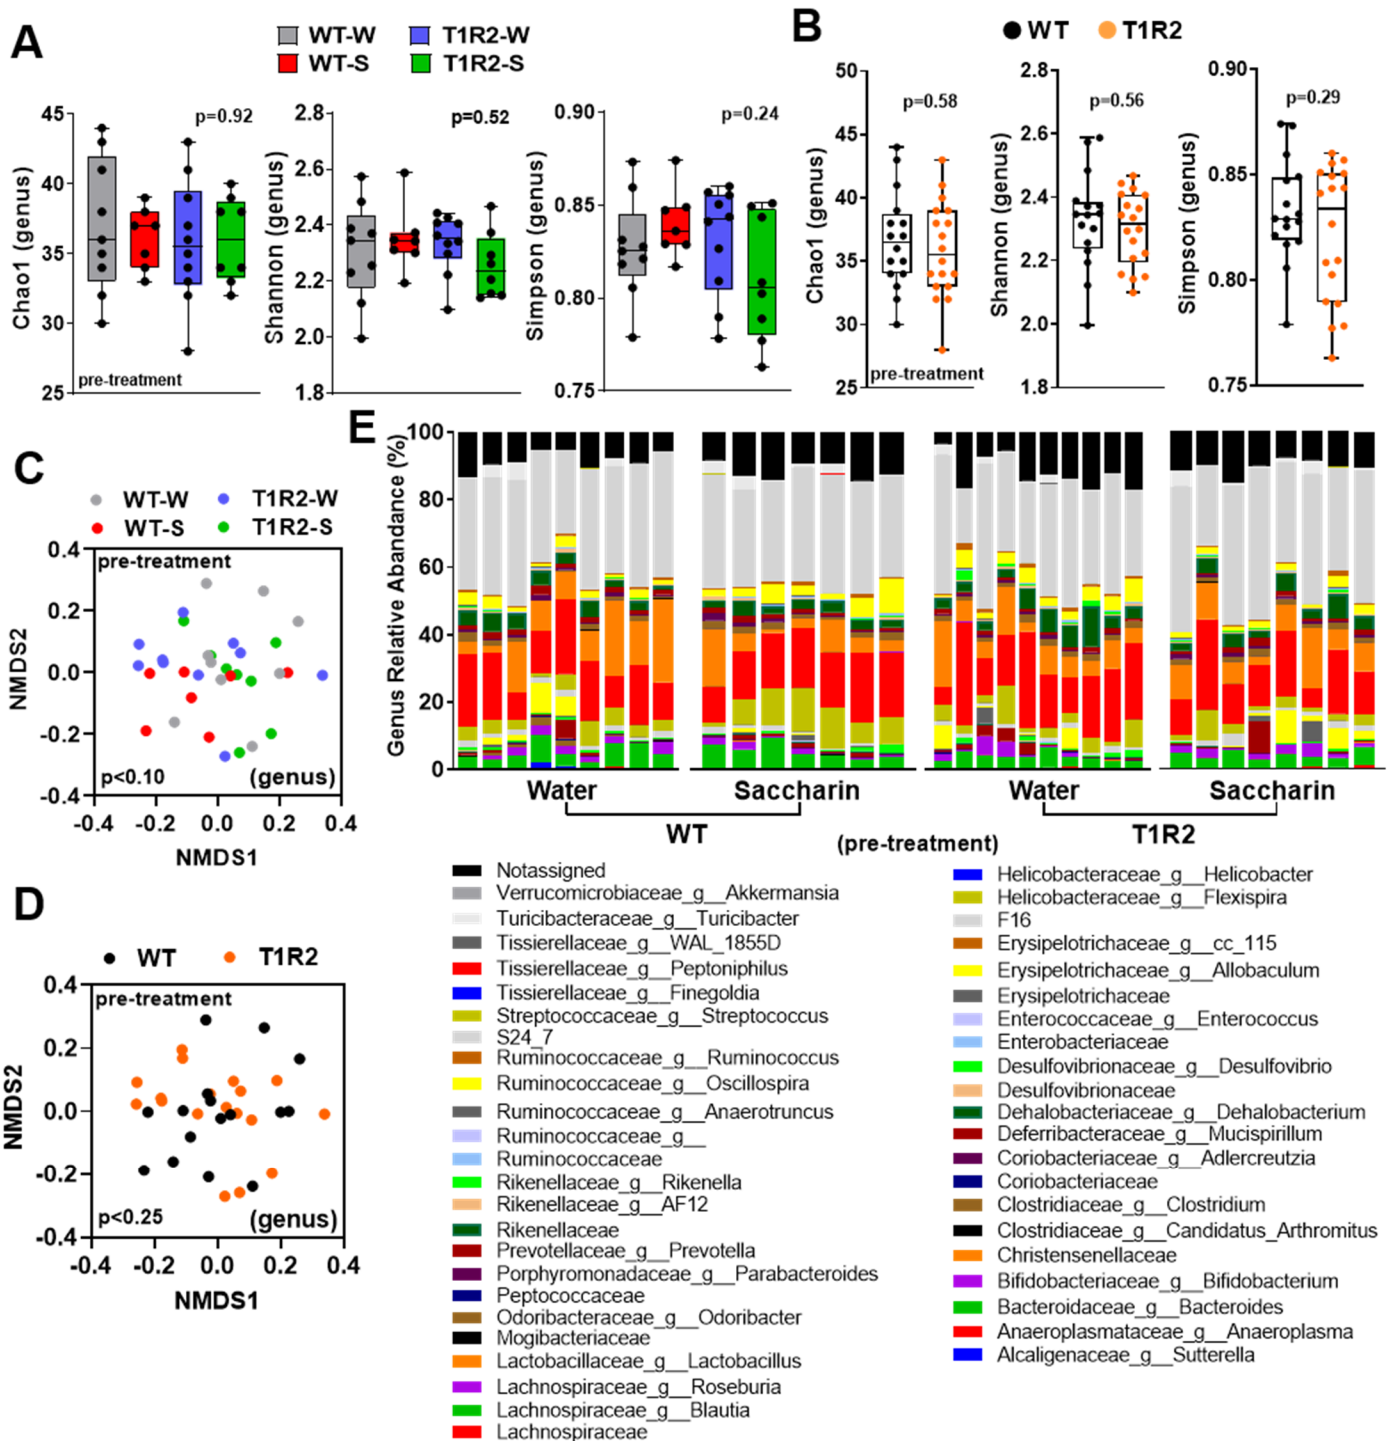 A
WT-W
T1R2-W
WT-S
T1R2-S
Chao1 (genus)
45
40
35
30
25
p=0.92
pre-treatment
Shannon (genus)
2.8
2.6
2.4
2.2
2.0
1.8
p=0.52
Simpson (genus)
0.90
0.85
0.80
0.75
p=0.24
B
WT
T1R2
Chao1 (genus)
50
45
40
35
30
25
p=0.58
pre-treatment
Shannon (genus)
2.8
2.6
2.4
2.2
2.0
1.8
p=0.56
Simpson (genus)
0.90
0.85
0.80
0.75
p=0.29
C
WT-W
T1R2-W
WT-S
T1R2-S
pre-treatment
NMDS2
0.4
0.2
0.0
-0.2
-0.4
p<0.10
(genus)
-0.4 -0.2 0.0 0.2 0.4
NMDS1
D
WT
T1R2
pre-treatment
NMDS2
0.4
0.2
0.0
-0.2
-0.4
p<0.25
(genus)
-0.4 -0.2 0.0 0.2 0.4
NMDS1
E
Genus Relative Abandance (%)
100
80
60
40
20
0
Water
Saccharin
Water
Saccharin
WT
(pre-treatment)
T1R2
Notassigned
Verrucomicrobiaceae_g__Akkermansia
Turicibacteraceae_g__Turicibacter
Tissierellaceae_g__WAL_1855D
Tissierellaceae_g__Peptoniphilus
Tissierellaceae_g__Finegoldia
Streptococcaceae_g__Streptococcus
S24_7
Ruminococcaceae_g__Ruminococcus
Ruminococcaceae_g__Oscillospira
Ruminococcaceae_g__Anaerotruncus
Ruminococcaceae_g__
Ruminococcaceae
Rikenellaceae_g__Rikenella
Rikenellaceae_g__AF12
Rikenellaceae
Prevotellaceae_g__Prevotella
Porphyromonadaceae_g__Parabacteroides
Peptococcaceae
Odoribacteraceae_g__Odoribacter
Mogibacteriaceae
Lactobacillaceae_g__Lactobacillus
Lachnospiraceae_g__Roseburia
Lachnospiraceae_g__Blautia
Lachnospiraceae
Helicobacteraceae_g__Helicobacter
Helicobacteraceae_g__Flexispira
F16
Erysipelotrichaceae_g__cc_115
Erysipelotrichaceae_g__Allobaculum
Erysipelotrichaceae
Enterococcaceae_g__Enterococcus
Enterobacteriaceae
Desulfovibrionaceae_g__Desulfovibrio
Desulfovibrionaceae
Dehalobacteriaceae_g__Dehalobacterium
Deferribacteraceae_g__Mucispirillum
Coriobacteriaceae_g__Adlercreutzia
Coriobacteriaceae
Clostridiaceae_g__Clostridium
Clostridiaceae_g__Candidatus_Arthromitus
Christensenellaceae
Bifidobacteriaceae_g__Bifidobacterium
Bacteroidaceae_g__Bacteroides
Anaeroplasmataceae_g__Anaeroplasma
Alcaligenaceae_g__Sutterella